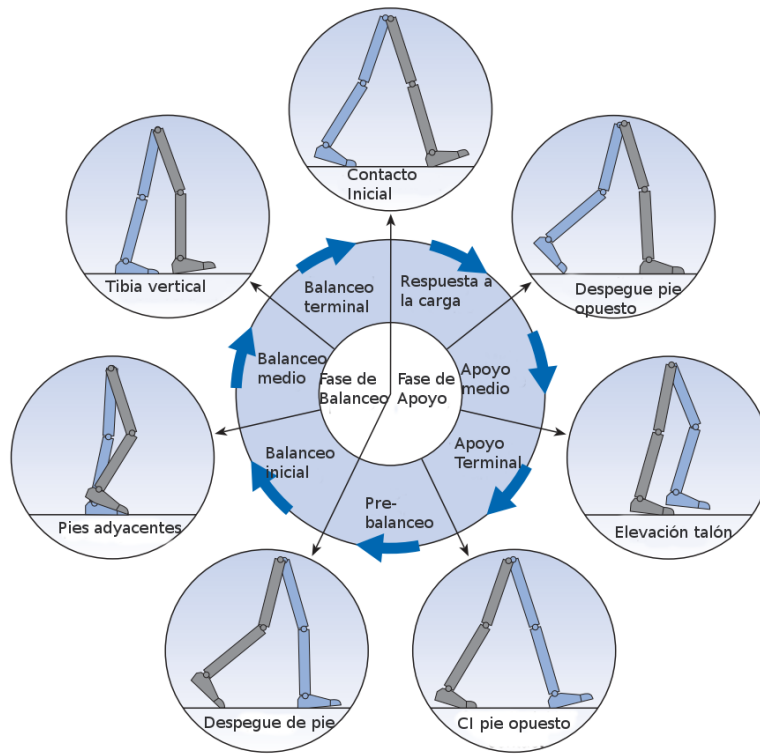 Contacto
Inicial
Despegue pie
opuesto
Elevación talón
CI pie opuesto
Despegue de pie
Pies adyacentes
Tibia vertical
Respuesta a
la carga
Apoyo
medio
Apoyo
Terminal
Pre-
balanceo
Balanceo
inicial
Balanceo
medio
Balanceo
terminal
Fase de
Balanceo
Fase de
Apoyo